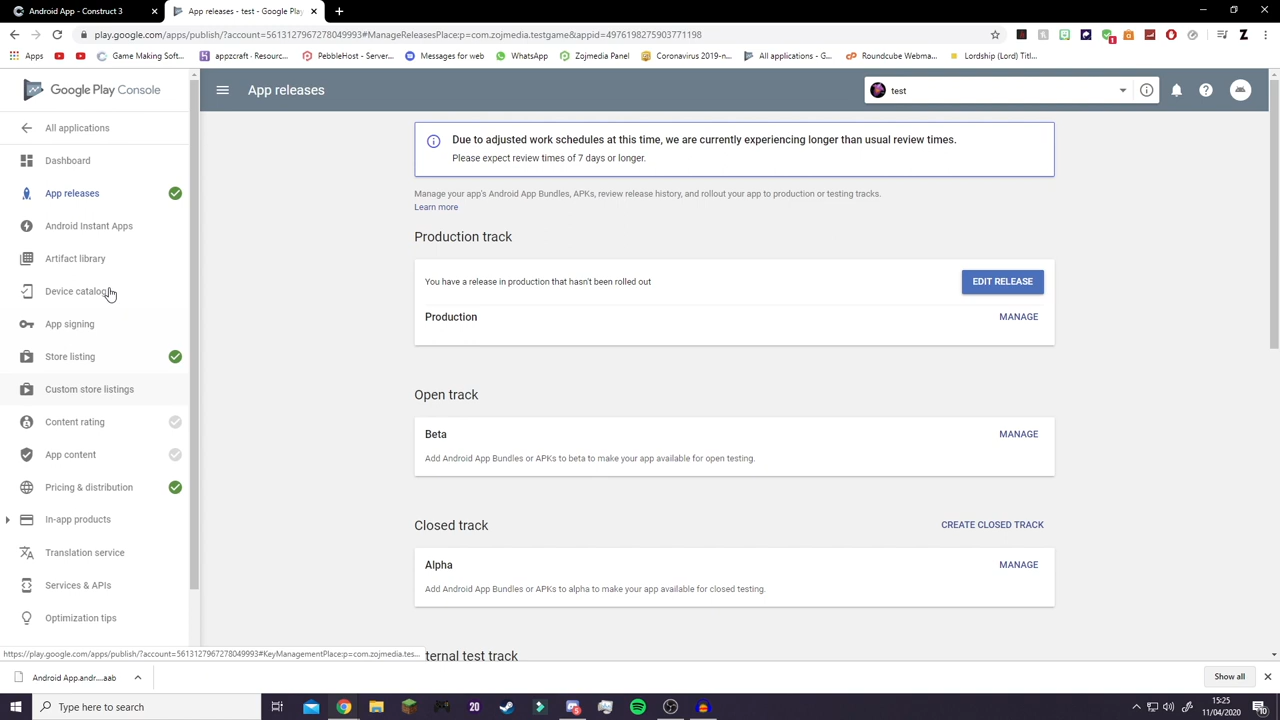 Android App - Construct 3
App releases - test - Google Play
play.google.com/apps/publish/?account=5613127967278049993#ManageReleasesPlace:p=com.zojmedia.testgame&appid=4976198275903771198
Apps
Game Making Soft...
appzcraft - Resourc...
PebbleHost - Server...
Messages for web
WhatsApp
Zojmedia Panel
Coronavirus 2019-n...
All applications - G...
Roundcube Webma...
Lordship (Lord) Titl...
Google Play Console
App releases
test
All applications
Dashboard
App releases
Android Instant Apps
Artifact library
Device catalog
App signing
Store listing
Custom store listings
Content rating
App content
Pricing & distribution
In-app products
Translation service
Services & APIs
Optimization tips
Due to adjusted work schedules at this time, we are currently experiencing longer than usual review times.
Please expect review times of 7 days or longer.
Manage your app's Android App Bundles, APKs, review release history, and rollout your app to production or testing tracks.
Learn more
Production track
You have a release in production that hasn't been rolled out
EDIT RELEASE
Production
MANAGE
Open track
Beta
MANAGE
Add Android App Bundles or APKs to beta to make your app available for open testing.
Closed track
CREATE CLOSED TRACK
Alpha
MANAGE
Add Android App Bundles or APKs to alpha to make your app available for closed testing.
ternal test track
https://play.google.com/apps/publish/?account=5613127967278049993#KeyManagementPlace:p=com.zojmedia.tes...
Android App.andr....aab
Show all
Type here to search
20
15:25
11/04/2020
10